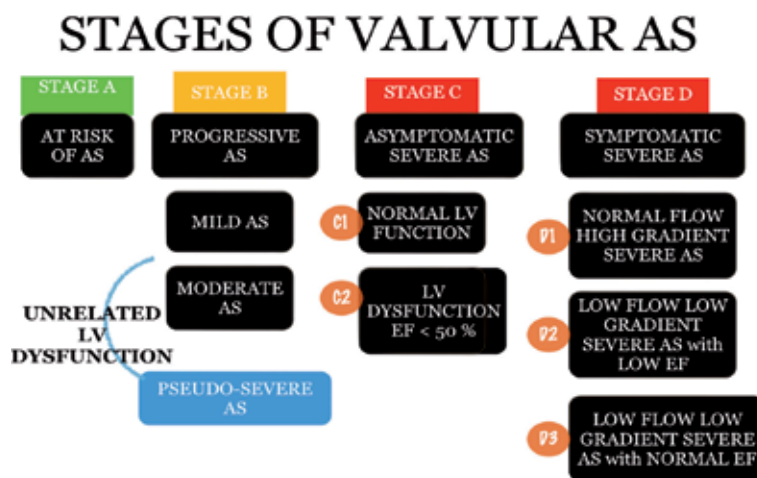 STAGES OF VALVULAR AS
STAGE A
AT RISK
OF AS
STAGE B
PROGRESSIVE
AS
MILD AS
MODERATE
AS
UNRELATED
LV
DYSFUNCTION
PSEUDO-SEVERE
AS
STAGE C
ASYMPTOMATIC
SEVERE AS
C1
NORMAL LV
FUNCTION
C2
LV
DYSFUNCTION
EF < 50 %
STAGE D
SYMPTOMATIC
SEVERE AS
D1
NORMAL FLOW
HIGH GRADIENT
SEVERE AS
D2
LOW FLOW LOW
GRADIENT
SEVERE AS with
LOW EF
D3
LOW FLOW LOW
GRADIENT SEVERE
AS with NORMAL EF